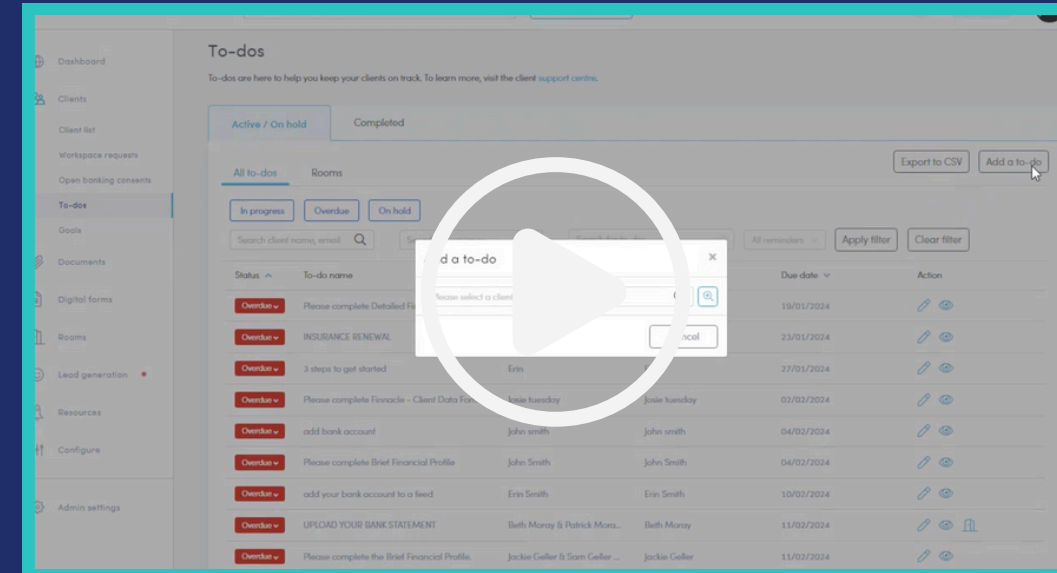 To-dos
To-dos are here to help you keep your clients on track. To learn more, visit the client support centre.
Dashboard
Clients
Client list
Workspace requests
Open banking consents
To-dos
Goals
Documents
Digital forms
Rooms
Lead generation
Resources
Configure
Admin settings
Active / On hold Completed
Export to CSV Add a to-do
All to-dos Rooms
In progress Overdue On hold
Search client name, email All reminders Apply filter Clear filter
a to-do ×
Please select a client
Status To-do name Due date Action
Overdue Please complete Detailed 19/01/2024
Overdue INSURANCE RENEWAL 23/01/2024
Overdue 3 steps to get started Erin 27/01/2024
Overdue Please complete Finnacle - Client Data Josie tuesday Josie tuesday 02/02/2024
Overdue add bank account John smith John smith 04/02/2024
Overdue Please complete Brief Financial Profile John Smith John Smith 04/02/2024
Overdue add your bank account to a feed Erin Smith Erin Smith 10/02/2024
Overdue UPLOAD YOUR BANK STATEMENT Beth Moray & Patrick Mora... Beth Moray 11/02/2024
Overdue Please complete the Brief Financial Profile. Jackie Geller & Sam Geller ... Jackie Geller 11/02/2024